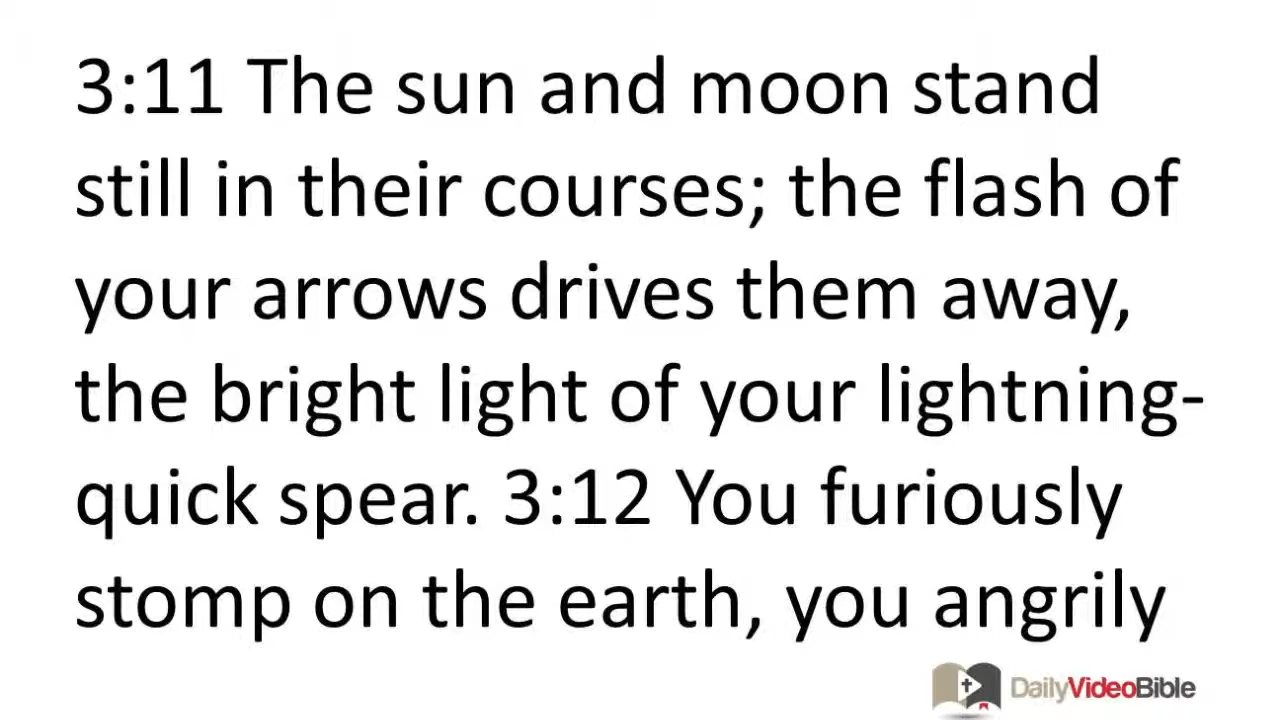 3:11 The sun and moon stand
still in their courses; the flash of
your arrows drives them away,
the bright light of your lightning-
quick spear. 3:12 You furiously
stomp on the earth, you angrily
DailyVideoBible